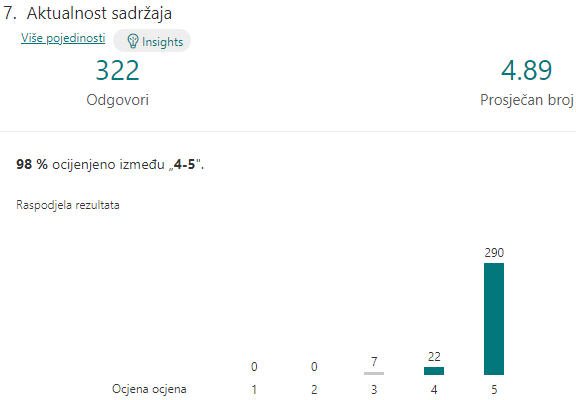 7. Aktualnost sadržaja
Više pojedinosti
Insights
322
Odgovori
4.89
Prosječan broj
98 % ocijenjeno između „4-5".
Raspodjela rezultata
0 0 7 22 290
Ocjena ocjena 1 2 3 4 5